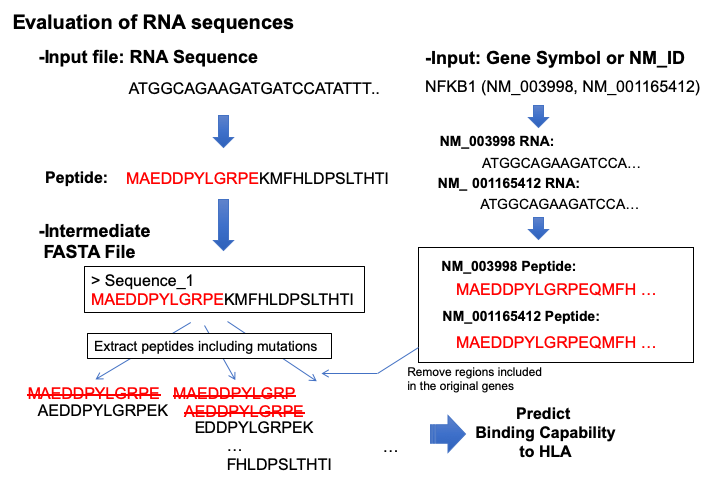 Evaluation of RNA sequences
-Input file: RNA Sequence
ATGGCAGAAGATGATCCATATTT..
Peptide: MAEDDPYLGRPEKMFHLDPSLTHTI
-Intermediate
FASTA File
> Sequence_1
MAEDDPYLGRPEKMFHLDPSLTHTI
Extract peptides including mutations
MAEDDPYLGRPE
AEDDPYLGRPEK
MAEDDPYLGRP
AEDDPYLGRPE
EDDPYLGRPEK
...
FHLDPSLTHTI
...
-Input: Gene Symbol or NM_ID
NFKB1 (NM_003998, NM_001165412)
NM_003998 RNA:
ATGGCAGAAGATCCA...
NM_ 001165412 RNA:
ATGGCAGAAGATCCA...
NM_003998 Peptide:
MAEDDPYLGRPEQMFH ...
NM_001165412 Peptide:
MAEDDPYLGRPEQMFH ...
Remove regions included
in the original genes
Predict
Binding Capability
to HLA